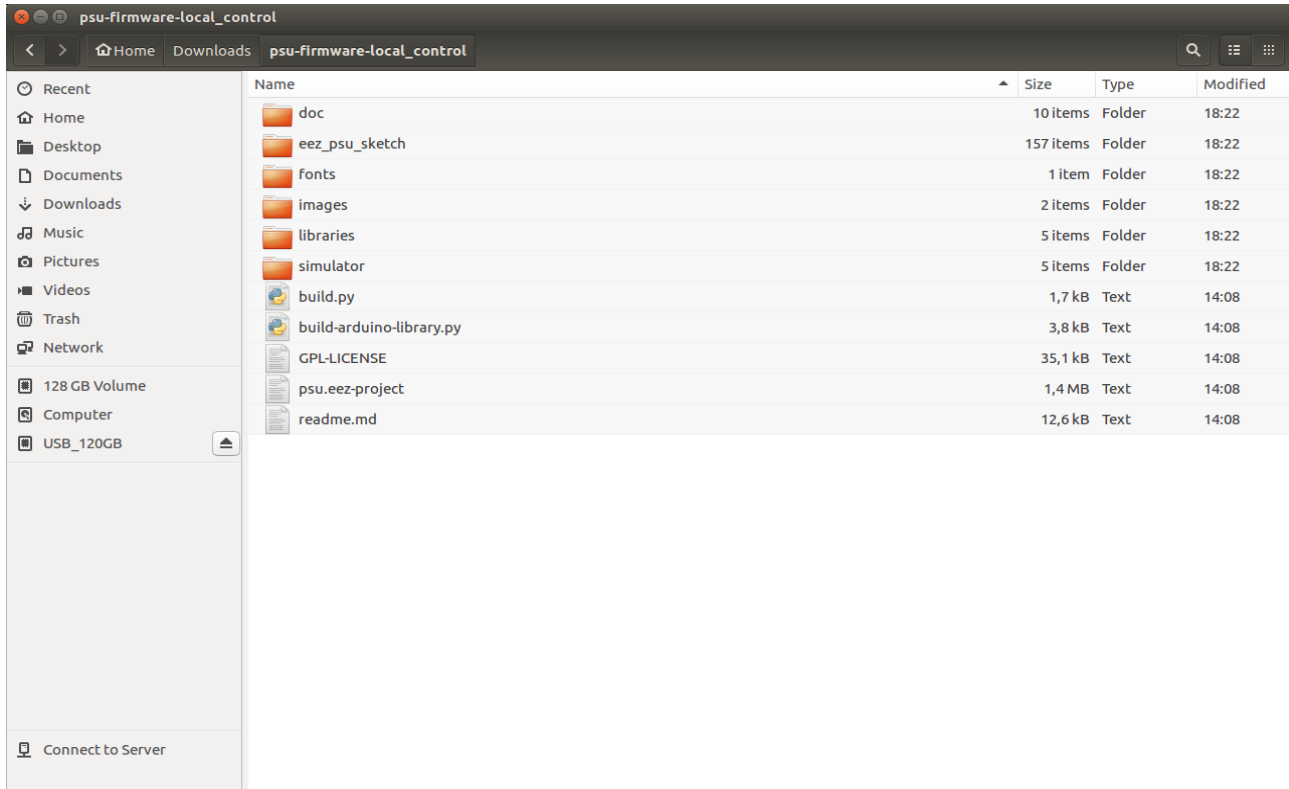 psu-firmware-local_control
Home Downloads psu-firmware-local_control
Recent
Home
Desktop
Documents
Downloads
Music
Pictures
Videos
Trash
Network
128 GB Volume
Computer
USB_120GB
Connect to Server
Name Size Type Modified
doc 10 items Folder 18:22
eez_psu_sketch 157 items Folder 18:22
fonts 1 item Folder 18:22
images 2 items Folder 18:22
libraries 5 items Folder 18:22
simulator 5 items Folder 18:22
build.py 1,7 kB Text 14:08
build-arduino-library.py 3,8 kB Text 14:08
GPL-LICENSE 35,1 kB Text 14:08
psu.eez-project 1,4 MB Text 14:08
readme.md 12,6 kB Text 14:08